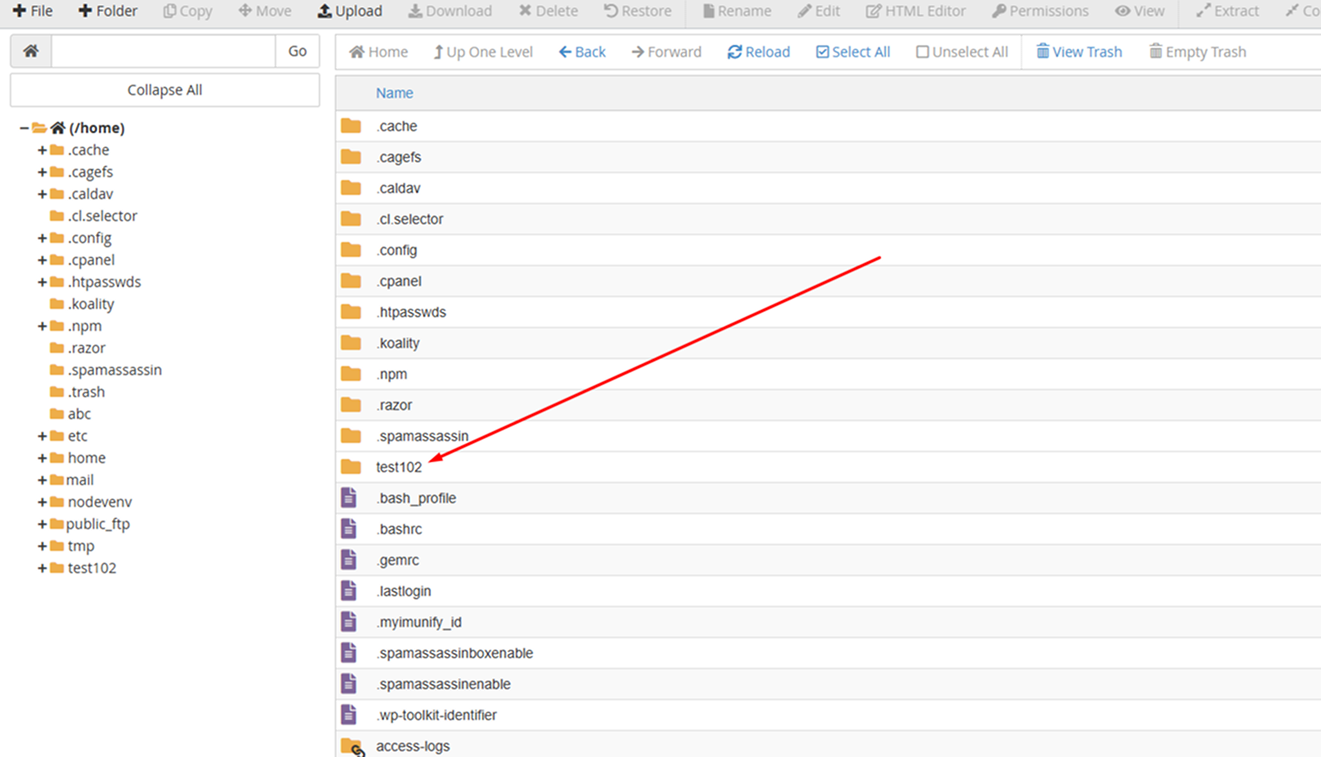 File Folder Copy Move Upload Download Delete Restore Rename Edit HTML Editor Permissions View Extract
Go Home Up One Level Back Forward Reload Select All Unselect All View Trash Empty Trash
Collapse All
(/home)
.cache
.cagefs
.caldav
.cl.selector
.config
.cpanel
.htpasswds
.koality
.npm
.razor
.spamassassin
.trash
abc
etc
home
mail
nodevenv
public_ftp
tmp
test102
Name
.cache
.cagefs
.caldav
.cl.selector
.config
.cpanel
.htpasswds
.koality
.npm
.razor
.spamassassin
test102
.bash_profile
.bashrc
.gemrc
.lastlogin
.myimunify_id
.spamassassinboxenable
.spamassassinenable
.wp-toolkit-identifier
access-logs